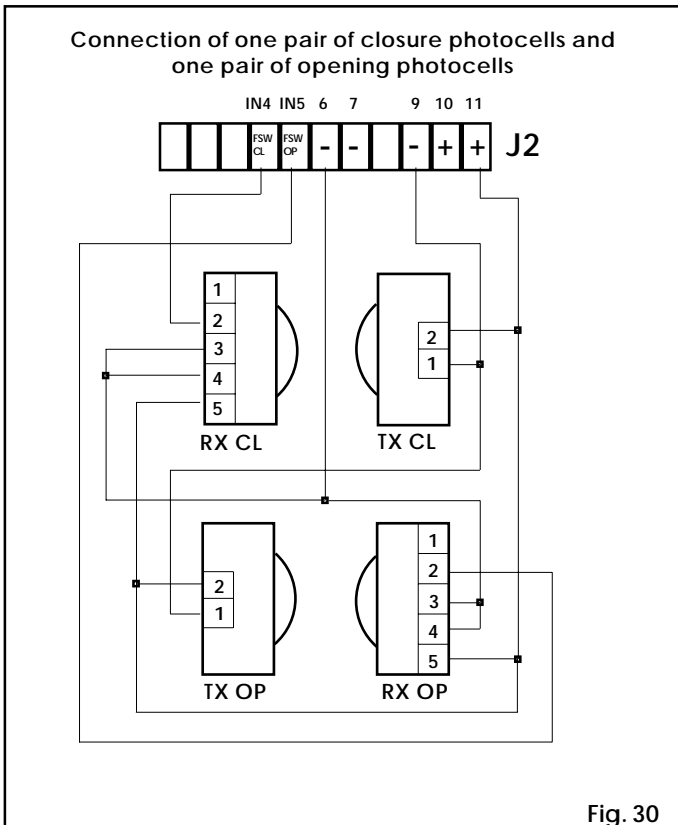 Connection of one pair of closure photocells and
one pair of opening photocells
IN4 IN5 6 7 9 10 11
FSW CL
FSW OP
- - - + +
J2
1
2
3
4
5
RX CL
2
1
TX CL
2
1
TX OP
1
2
3
4
5
RX OP
Fig. 30